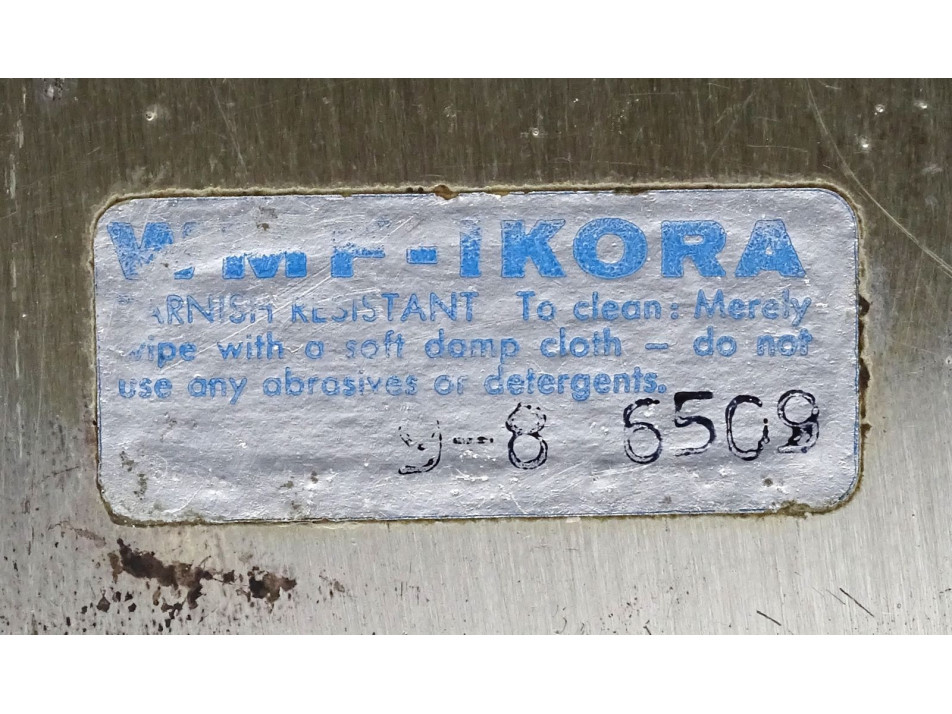 WMF-IKORA
TARNISH RESISTANT To clean: Merely
wipe with a soft damp cloth — do not
use any abrasives or detergents.
9-8 6509